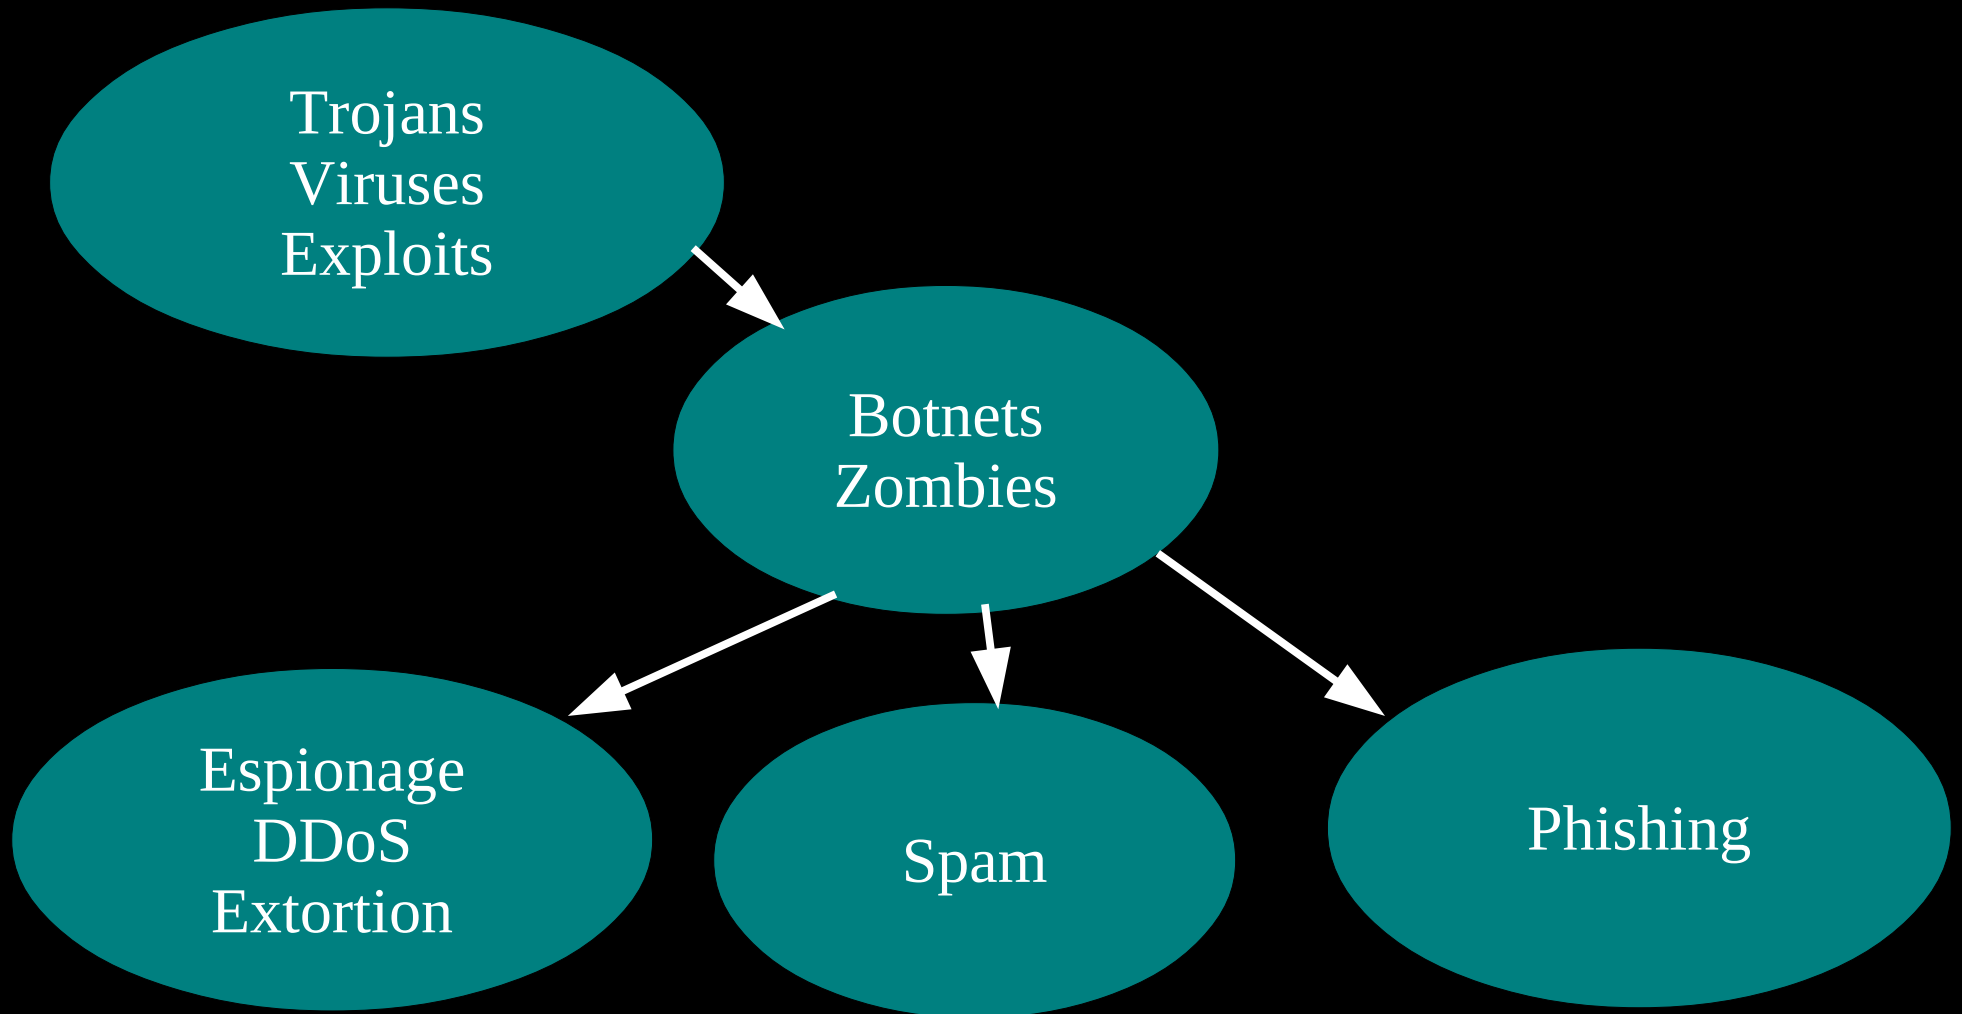 Trojans
Viruses
Exploits
Botnets
Zombies
Espionage
DDoS
Extortion
Spam
Phishing